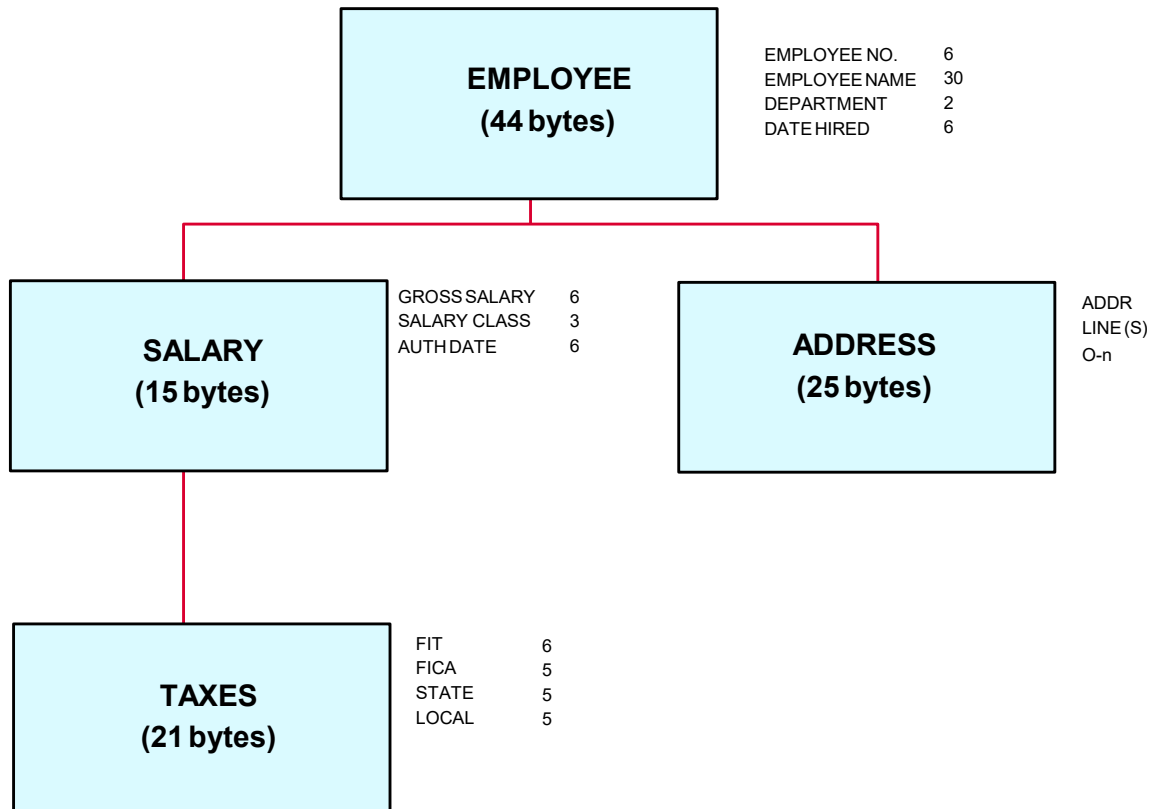 EMPLOYEE
(44 bytes)
EMPLOYEE NO. 6
EMPLOYEE NAME 30
DEPARTMENT 2
DATE HIRED 6
SALARY
(15 bytes)
GROSS SALARY 6
SALARY CLASS 3
AUTH DATE 6
ADDRESS
(25 bytes)
ADDR
LINE (S)
O-n
TAXES
(21 bytes)
FIT 6
FICA 5
STATE 5
LOCAL 5